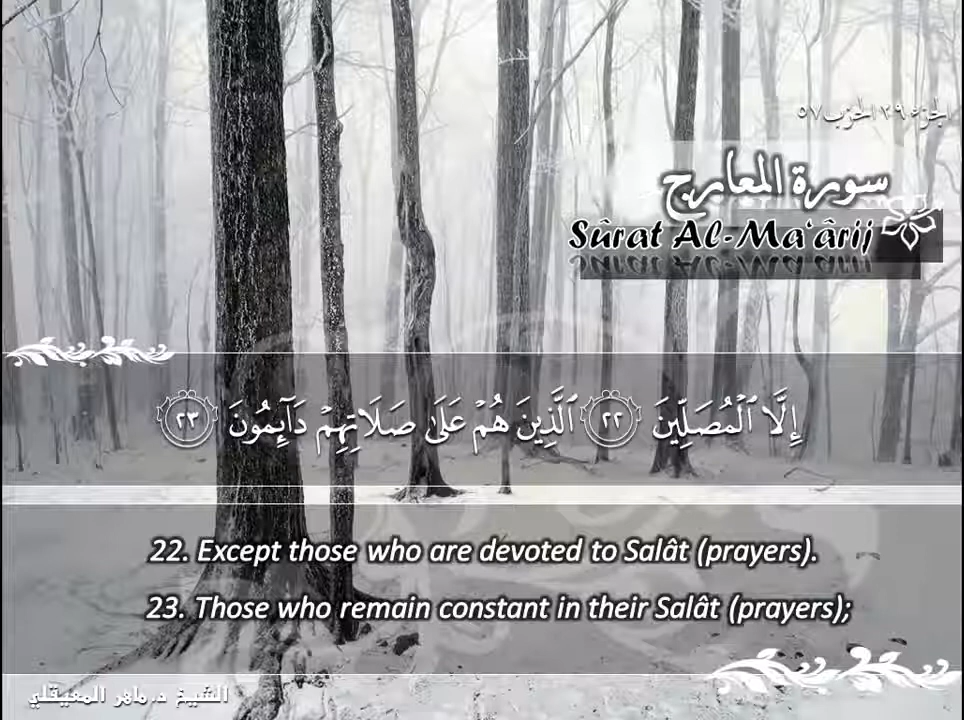 الجزء ٢٩ الحزب ٥٧
سورة المعارج
Sûrat Al-Ma‘ârij
إِلَّا ٱلْمُصَلِّينَ ٢٢ ٱلَّذِينَ هُمْ عَلَىٰ صَلَاتِهِمْ دَآئِمُونَ ٢٣
22. Except those who are devoted to Salât (prayers).
23. Those who remain constant in their Salât (prayers);
الشيخ د. ماهر المعيقلي